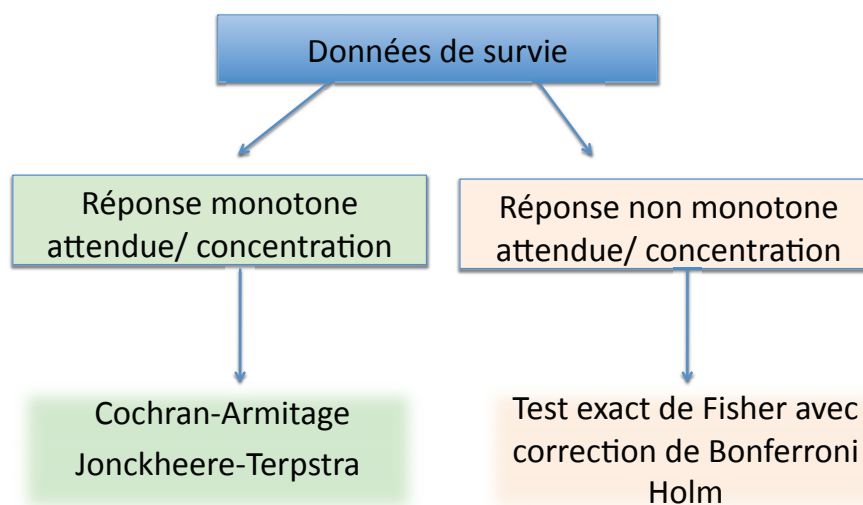 Données de survie
Réponse monotone
attendue/ concentration
Réponse non monotone
attendue/ concentration
Cochran-Armitage
Jonckheere-Terpstra
Test exact de Fisher avec
correction de Bonferroni
Holm